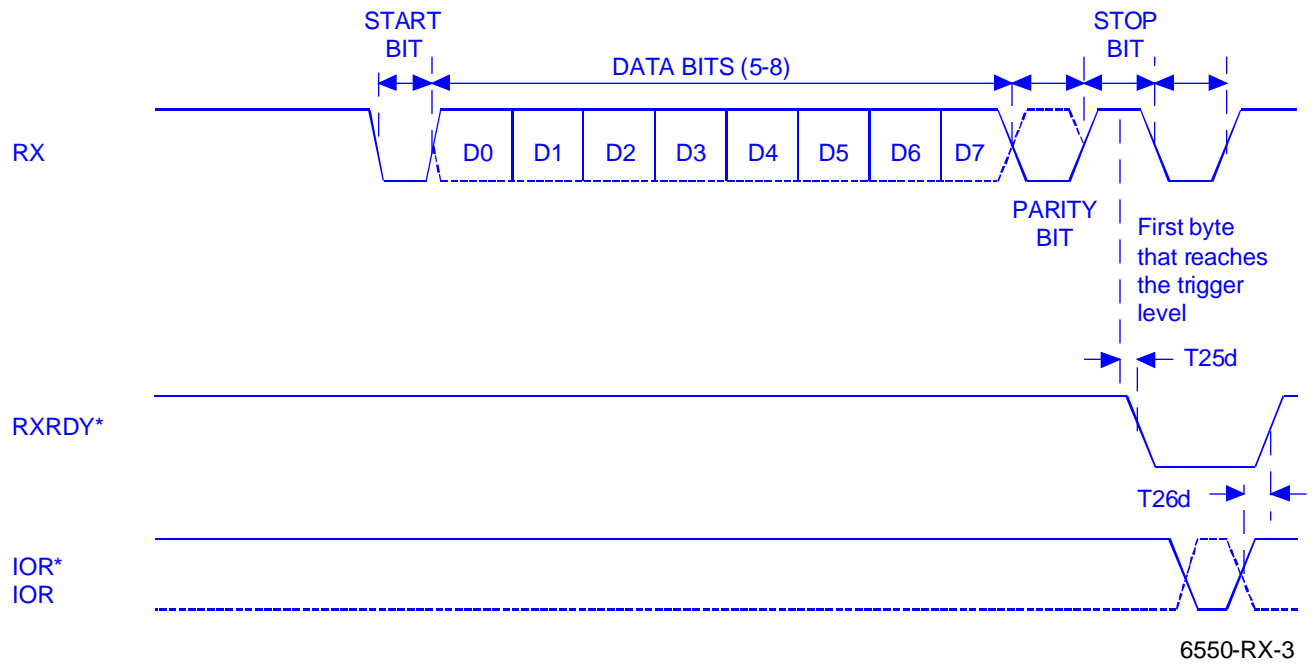 START
BIT
STOP
BIT
DATA BITS (5-8)
RX
D0 D1 D2 D3 D4 D5 D6 D7
PARITY
BIT
First byte
that reaches
the trigger
level
T25d
RXRDY*
T26d
IOR*
IOR
6550-RX-3